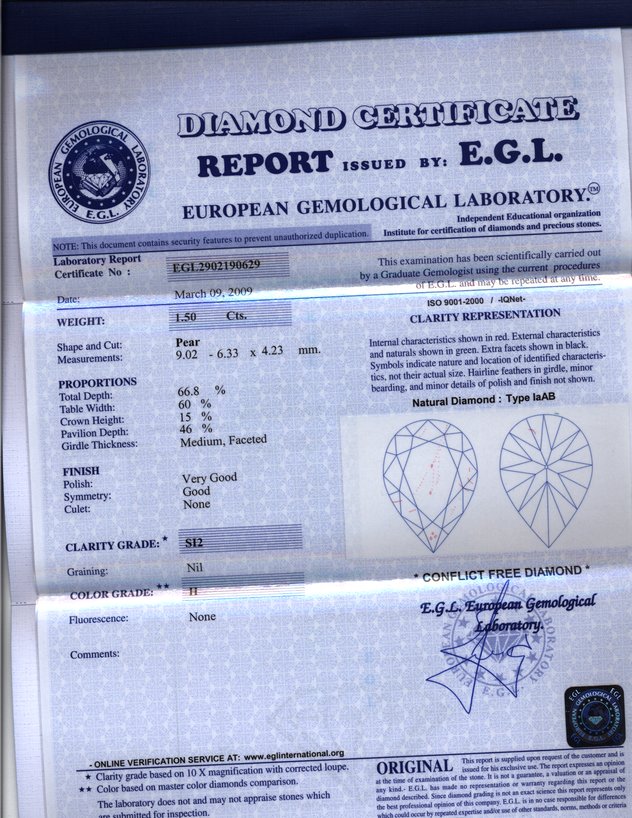 DIAMOND CERTIFICATE
REPORT ISSUED BY: E.G.L.
EUROPEAN GEMOLOGICAL LABORATORY.™
Independent Educational organization
Institute for certification of diamonds and precious stones.
EUROPEAN GEMOLOGICAL LABORATORY
E.G.L.
NOTE: This document contains security features to prevent unauthorized duplication.
Laboratory Report
Certificate No : EGL2902190629
Date: March 09, 2009
WEIGHT: 1.50 Cts.
Shape and Cut: Pear
Measurements: 9.02 - 6.33 x 4.23 mm.
PROPORTIONS
Total Depth: 66.8 %
Table Width: 60 %
Crown Height: 15 %
Pavilion Depth: 46 %
Girdle Thickness: Medium, Faceted
FINISH
Polish: Very Good
Symmetry: Good
Culet: None
CLARITY GRADE: ★ SI2
Graining: Nil
COLOR GRADE: ★★ H
Fluorescence: None
Comments:
This examination has been scientifically carried out
by a Graduate Gemologist using the current procedures
of E.G.L. and may be repeated at any time.
ISO 9001-2000 / -IQNet-
CLARITY REPRESENTATION
Internal characteristics shown in red. External characteristics
and naturals shown in green. Extra facets shown in black.
Symbols indicate nature and location of identified characteris-
tics, not their actual size. Hairline feathers in girdle, minor
bearding, and minor details of polish and finish not shown.
Natural Diamond : Type IaAB
* CONFLICT FREE DIAMOND *
E.G.L. European Gemological
Laboratory.
EUROPEAN GEMOLOGICAL LABORATORY
E.G.L.
EGL EGL
GEMOLOGICAL
E.G.L.
- ONLINE VERIFICATION SERVICE AT: www.eglinternational.org
★ Clarity grade based on 10 X magnification with corrected loupe.
★★ Color based on master color diamonds comparison.
The laboratory does not and may not appraise stones which
are submitted for inspection.
ORIGINAL This report is supplied upon request of the customer and is
issued for his exclusive use. The report expresses an opinion
at the time of examination of the stone. It is not a guarantee, a valuation or an appraisal of
any kind.- E.G.L. has made no representation or warranty regarding this report or the
diamond described. Since diamond grading is not an exact science this report represents only
the best professional opinion of this company. E.G.L. is in no case responsible for differences
which could occur by repeated expertise and/or use of other standards, norms, methods or criteria